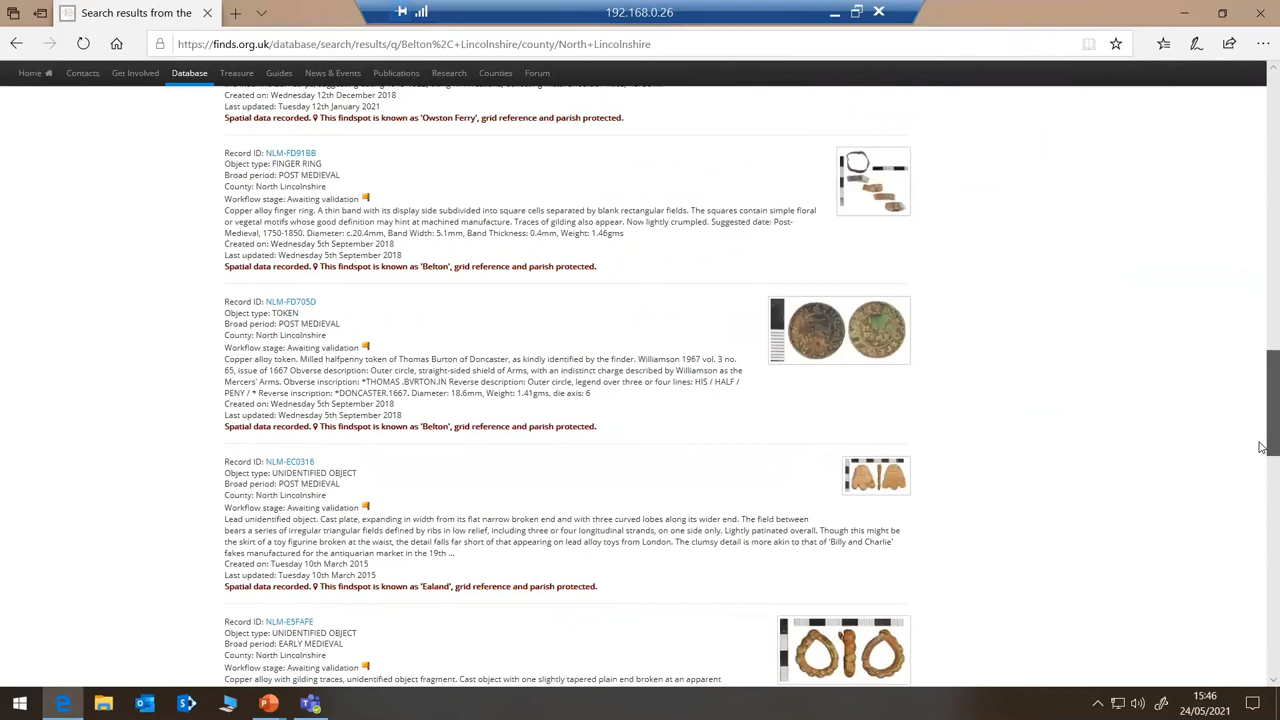 Search results from the
192.168.0.26
https://finds.org.uk/database/search/results/q/Belton%2C+Lincolnshire/county/North+Lincolnshire
Home Contacts Get Involved Database Treasure Guides News & Events Publications Research Counties Forum
Created on: Wednesday 12th December 2018
Last updated: Tuesday 12th January 2021
Spatial data recorded. This findspot is known as 'Owston Ferry', grid reference and parish protected.
Record ID: NLM-FD91BB
Object type: FINGER RING
Broad period: POST MEDIEVAL
County: North Lincolnshire
Workflow stage: Awaiting validation
Copper alloy finger ring. A thin band with its display side subdivided into square cells separated by blank rectangular fields. The squares contain simple floral
or vegetal motifs whose good definition may hint at machined manufacture. Traces of gilding also appear. Now lightly crumpled. Suggested date: Post-
Medieval, 1750-1850. Diameter: c.20.4mm, Band Width: 5.1mm, Band Thickness: 0.4mm, Weight: 1.46gms
Created on: Wednesday 5th September 2018
Last updated: Wednesday 5th September 2018
Spatial data recorded. This findspot is known as 'Belton', grid reference and parish protected.
Record ID: NLM-FD705D
Object type: TOKEN
Broad period: POST MEDIEVAL
County: North Lincolnshire
Workflow stage: Awaiting validation
Copper alloy token. Milled halfpenny token of Thomas Burton of Doncaster, as kindly identified by the finder. Williamson 1967 vol. 3 no.
65, issue of 1667 Obverse description: Outer circle, straight-sided shield of Arms, with an indistinct charge described by Williamson as the
Mercers' Arms. Obverse inscription: *THOMAS .BVRTON.IN Reverse description: Outer circle, legend over three or four lines: HIS / HALF /
PENY / * Reverse inscription: *DONCASTER.1667. Diameter: 18.6mm, Weight: 1.41gms, die axis: 6
Created on: Wednesday 5th September 2018
Last updated: Wednesday 5th September 2018
Spatial data recorded. This findspot is known as 'Belton', grid reference and parish protected.
Record ID: NLM-EC0316
Object type: UNIDENTIFIED OBJECT
Broad period: POST MEDIEVAL
County: North Lincolnshire
Workflow stage: Awaiting validation
Lead unidentified object. Cast plate, expanding in width from its flat narrow broken end and with three curved lobes along its wider end. The field between
bears a series of irregular triangular fields defined by ribs in low relief, including three or four longitudinal strands, on one side only. Lightly patinated overall. Though this might be
the skirt of a toy figurine broken at the waist, the detail falls far short of that appearing on lead alloy toys from London. The clumsy detail is more akin to that of 'Billy and Charlie'
fakes manufactured for the antiquarian market in the 19th ...
Created on: Tuesday 10th March 2015
Last updated: Tuesday 10th March 2015
Spatial data recorded. This findspot is known as 'Ealand', grid reference and parish protected.
Record ID: NLM-E5FAFE
Object type: UNIDENTIFIED OBJECT
Broad period: EARLY MEDIEVAL
County: North Lincolnshire
Workflow stage: Awaiting validation
Copper alloy with gilding traces, unidentified object fragment. Cast object with one slightly tapered plain end broken at an apparent
15:46
24/05/2021